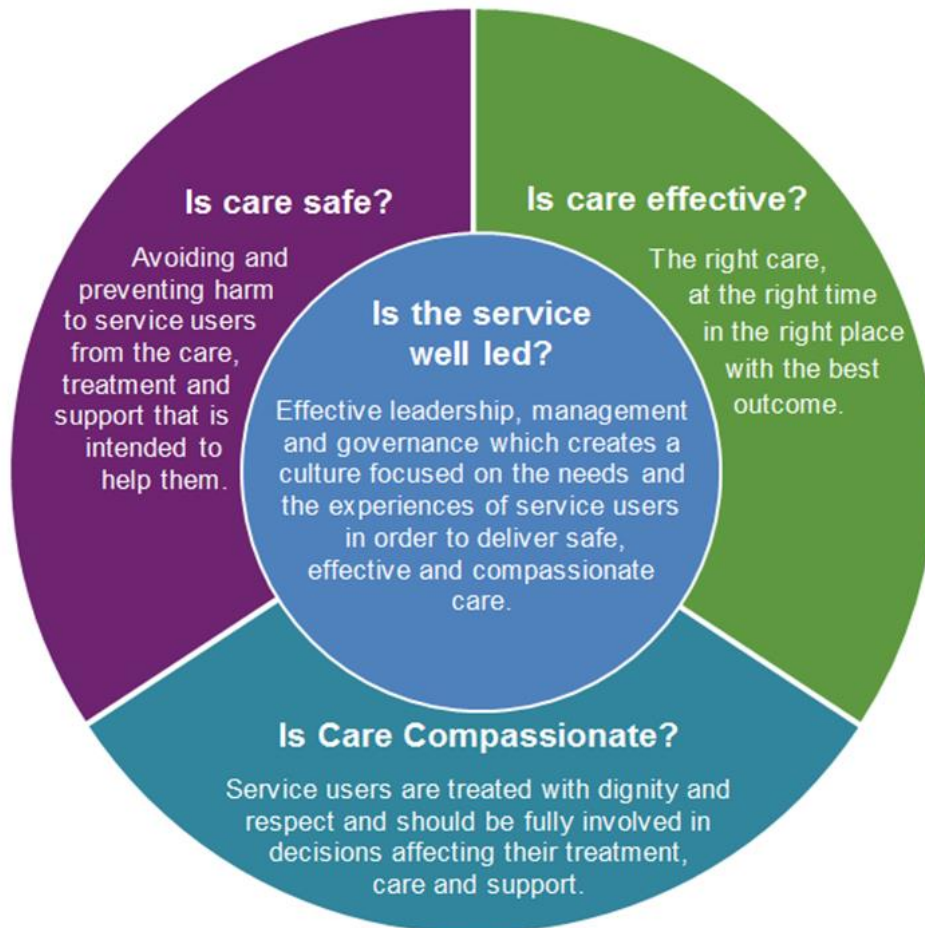 Is care safe?
Avoiding and
preventing harm
to service users
from the care,
treatment and
support that is
intended to
help them.
Is care effective?
The right care,
at the right time
in the right place
with the best
outcome.
Is the service
well led?
Effective leadership, management
and governance which creates a
culture focused on the needs and
the experiences of service users
in order to deliver safe,
effective and compassionate
care.
Is Care Compassionate?
Service users are treated with dignity and
respect and should be fully involved in
decisions affecting their treatment,
care and support.